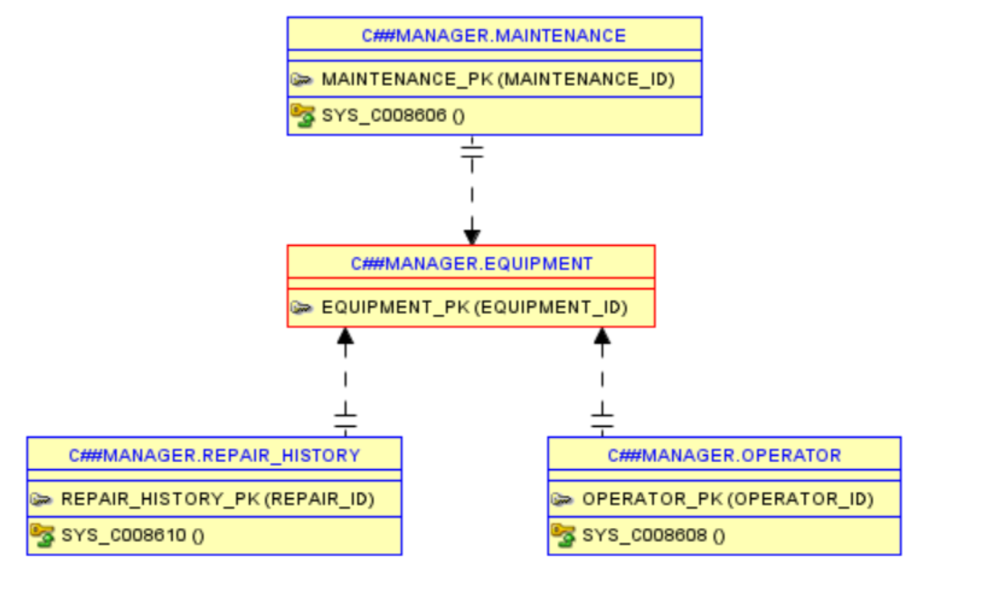 C##MANAGER.MAINTENANCE
MAINTENANCE_PK (MAINTENANCE_ID)
SYS_C008606 ()
C##MANAGER.EQUIPMENT
EQUIPMENT_PK (EQUIPMENT_ID)
C##MANAGER.REPAIR_HISTORY
REPAIR_HISTORY_PK (REPAIR_ID)
SYS_C008610 ()
C##MANAGER.OPERATOR
OPERATOR_PK (OPERATOR_ID)
SYS_C008608 ()